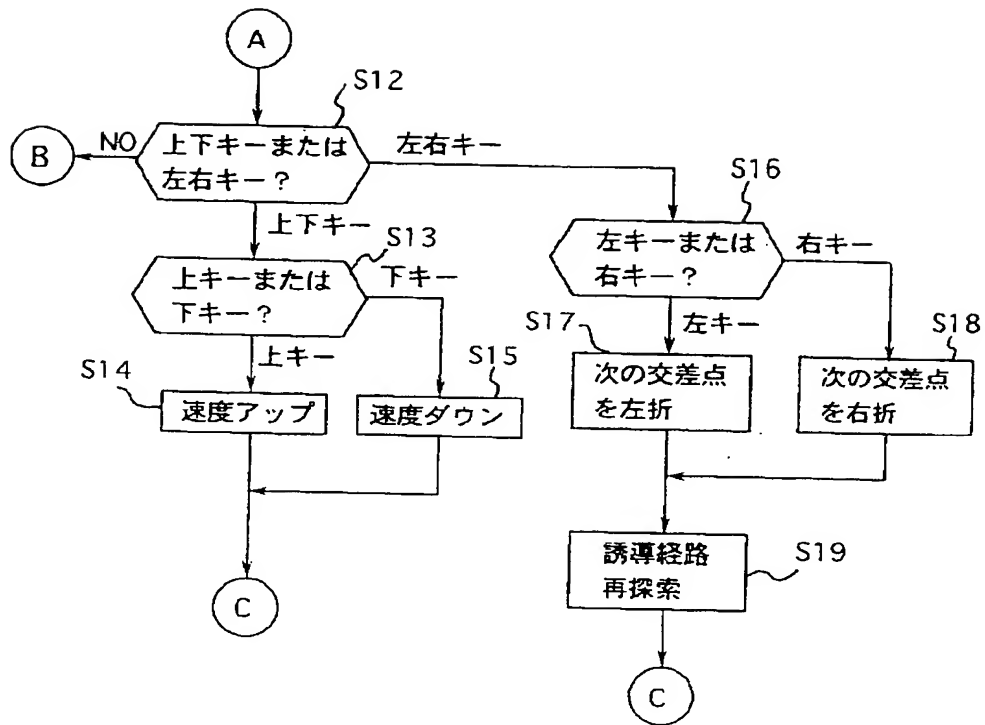 A
S12
NO
B
上下キーまたは
左右キー?
左右キー
S16
上下キー
S13
左キーまたは
右キー?
右キー
上キーまたは
下キー?
下キー
S17
左キー
S18
上キー
S14
S15
次の交差点
を左折
次の交差点
を右折
速度アップ
速度ダウン
誘導経路
再探索
S19
C
C